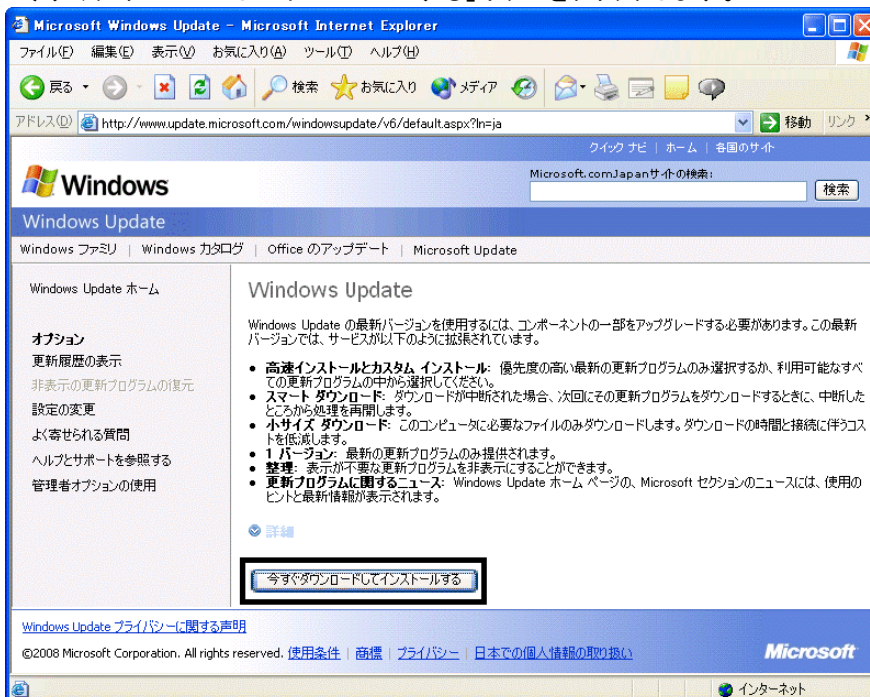 Microsoft Windows Update - Microsoft Internet Explorer
ファイル(F) 編集(E) 表示(V) お気に入り(A) ツール(T) ヘルプ(H)
戻る 検索 お気に入り メディア
アドレス(D) http://www.update.microsoft.com/windowsupdate/v6/default.aspx?ln=ja 移動 リンク
クイック ナビ | ホーム | 各国のサイト
Windows
Microsoft.comJapanサイトの検索:
検索
Windows Update
Windows ファミリ | Windows カタログ | Office のアップデート | Microsoft Update
Windows Update ホーム
オプション
更新履歴の表示
非表示の更新プログラムの復元
設定の変更
よく寄せられる質問
ヘルプとサポートを参照する
管理者オプションの使用
Windows Update
Windows Update の最新バージョンを使用するには、コンポーネントの一部をアップグレードする必要があります。この最新
バージョンでは、サービスが以下のように拡張されています。
• 高速インストールとカスタム インストール: 優先度の高い最新の更新プログラムのみ選択するか、利用可能なすべ
ての更新プログラムの中から選択してください。
• スマート ダウンロード: ダウンロードが中断された場合、次回にその更新プログラムをダウンロードするときに、中断した
ところから処理を再開します。
• 小サイズ ダウンロード: このコンピュータに必要なファイルのみダウンロードします。ダウンロードの時間と接続に伴うコス
トを低減します。
• 1 バージョン: 最新の更新プログラムのみ提供されます。
• 整理: 表示が不要な更新プログラムを非表示にすることができます。
• 更新プログラムに関するニュース: Windows Update ホーム ページの、Microsoft セクションのニュースには、使用の
ヒントと最新情報が表示されます。
詳細
今すぐダウンロードしてインストールする
Windows Update プライバシーに関する声明
©2008 Microsoft Corporation. All rights reserved. 使用条件 | 商標 | プライバシー | 日本での個人情報の取り扱い
Microsoft
インターネット